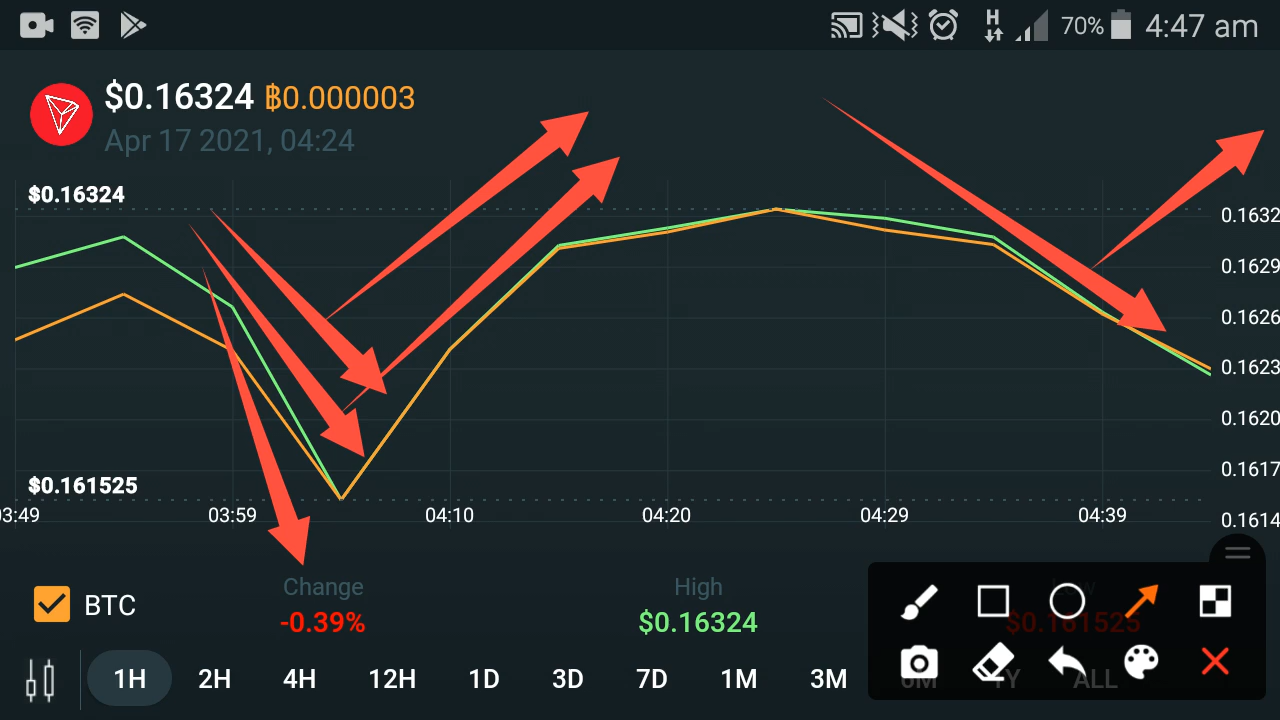 H 70% 4:47 am
$0.16324 ฿0.000003
Apr 17 2021, 04:24
$0.16324
0.1632
0.1629
0.1626
0.1623
0.1620
0.1617
$0.161525
03:49 03:59 04:10 04:20 04:29 04:39
0.1614
Change High
BTC -0.39% $0.16324 $0.161525
1H 2H 4H 12H 1D 3D 7D 1M 3M 6M 1Y ALL